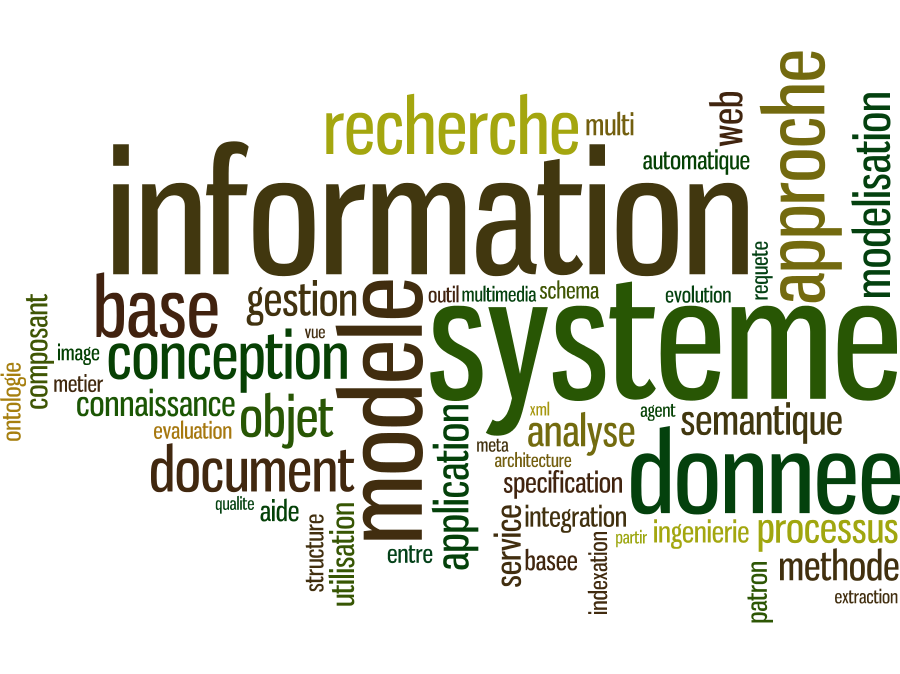 approche
web
modelisation
recherche
multi
automatique
information
requete
base
gestion
modele
outil
multimedia
schema
evolution
systeme
composant
vue
image
conception
ontologie
metier
connaissance
objet
evaluation
xml
agent
semantique
analyse
application
meta
donnee
document
architecture
specification
qualite
aide
utilisation
structure
service
integration
partir
ingenierie
processus
entre
basee
indexation
methode
patron
extraction